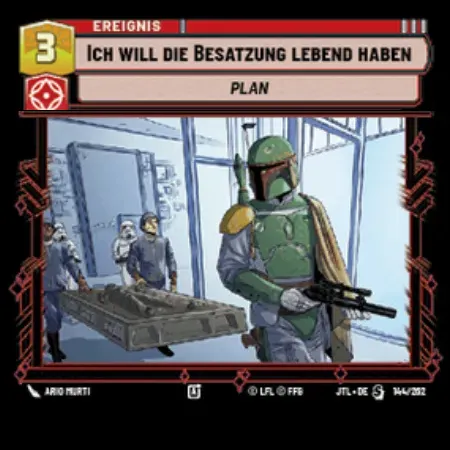 EREIGNIS
3
ICH WILL DIE BESATZUNG LEBEND HABEN
PLAN
ARIO MURTI
A
© LFL © FFG
JTL • DE
144/262